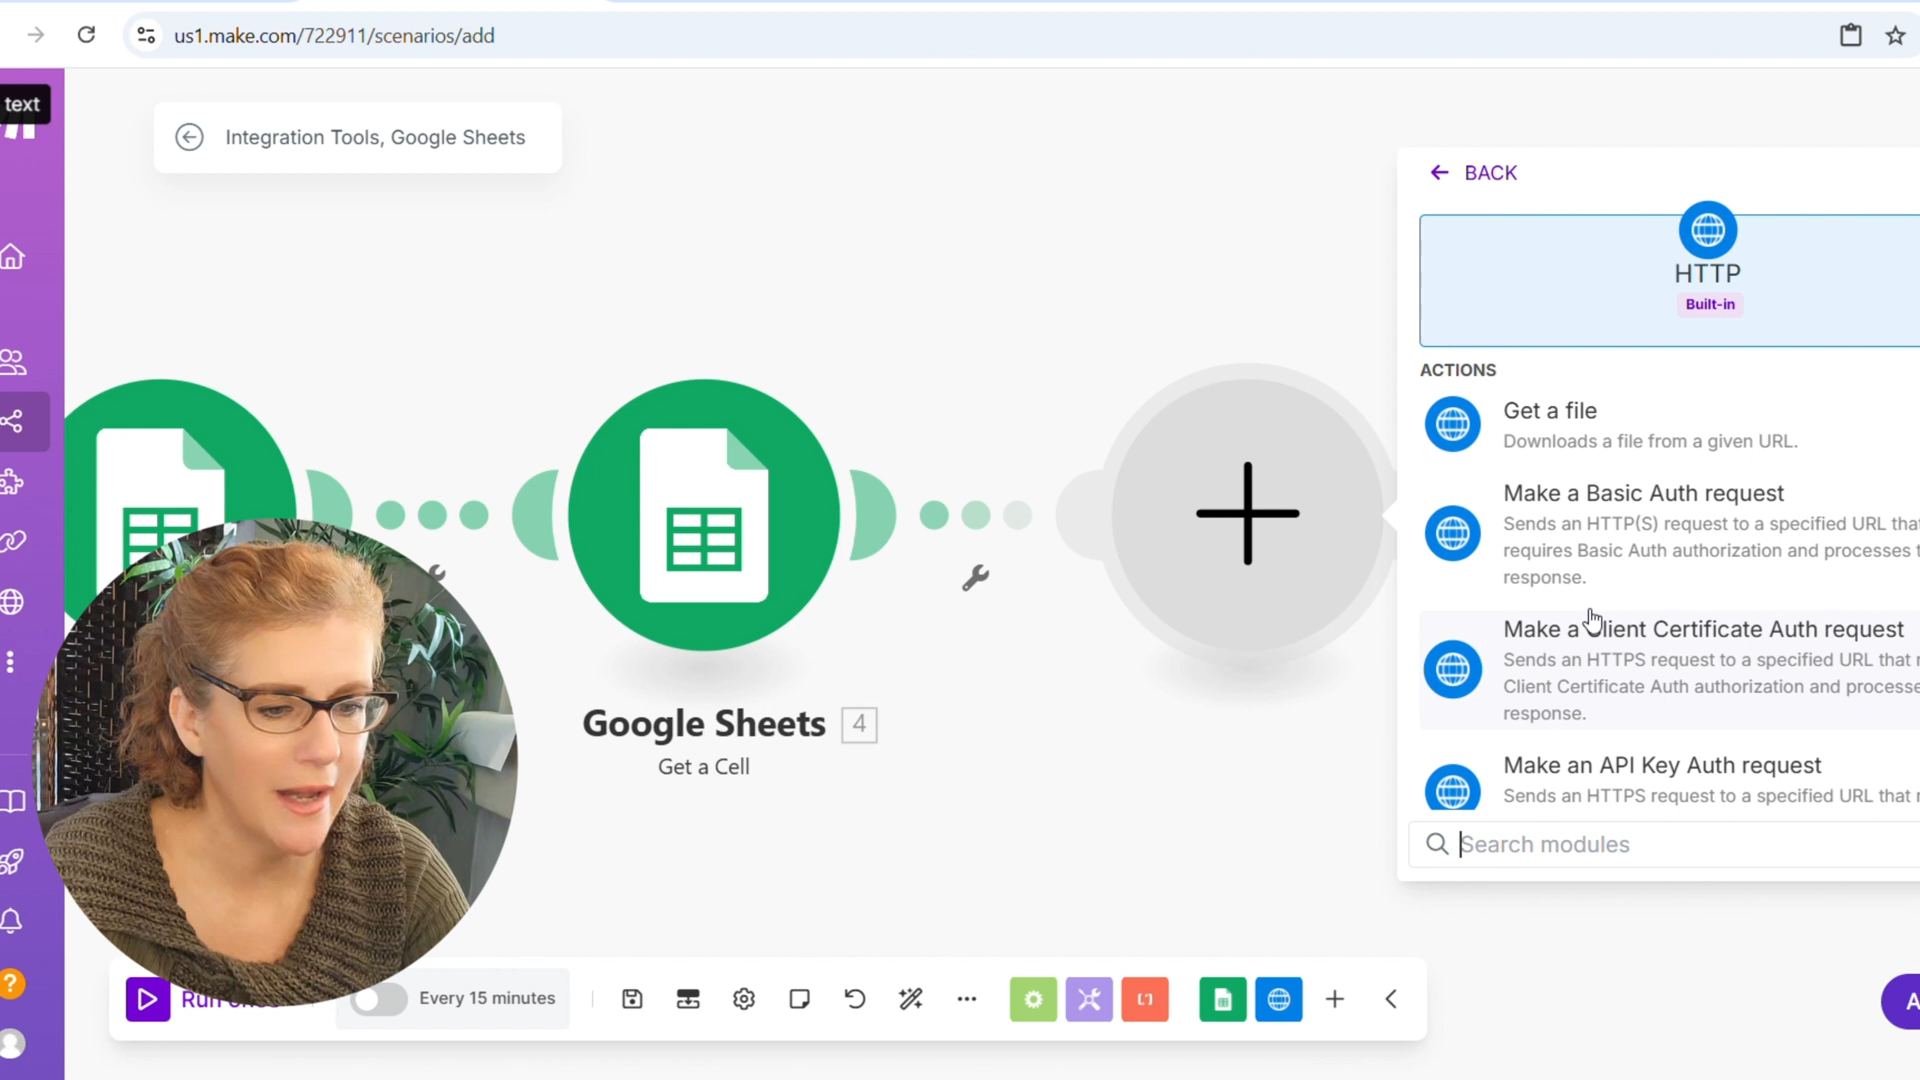 us1.make.com/722911/scenarios/add
text
Integration Tools, Google Sheets
BACK
HTTP
Built-in
ACTIONS
Get a file
Downloads a file from a given URL.
Make a Basic Auth request
Sends an HTTP(S) request to a specified URL that
requires Basic Auth authorization and processes
response.
Make a Client Certificate Auth request
Sends an HTTPS request to a specified URL that
Client Certificate Auth authorization and
response.
Make an API Key Auth request
Sends an HTTPS request to a specified URL that
Search modules
Google Sheets 4
Get a Cell
Run
Every 15 minutes